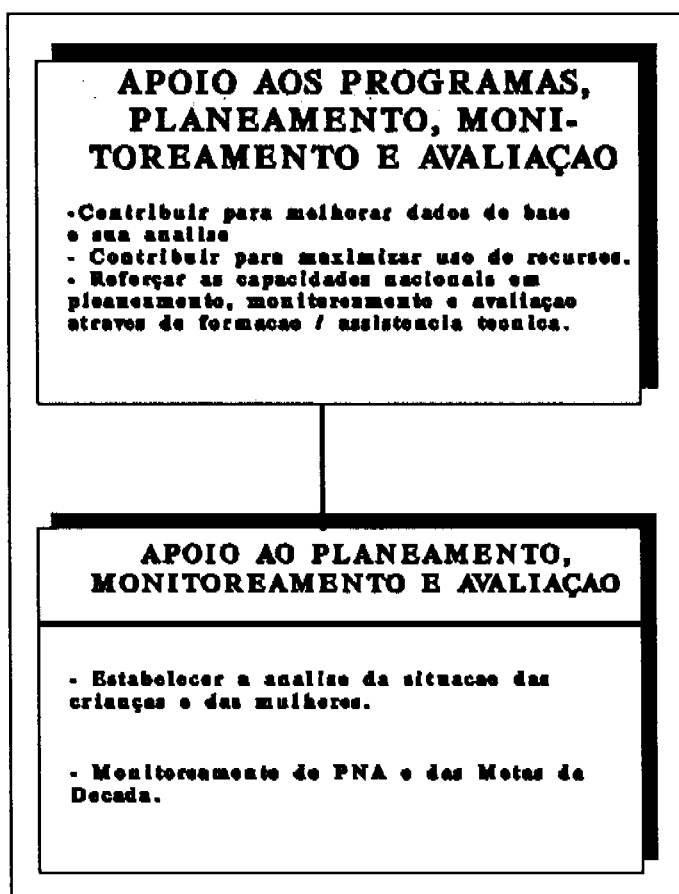 APOIO AOS PROGRAMAS,
PLANEAMENTO, MONI-
TOREAMENTO E AVALIAÇAO
-Contribuir para melhorar dados de base
e sua analise
- Contribuir para maximizar uso de recursos.
- Reforçar as capacidades nacionais em
pleaneamento, monitoreamento e avaliaçao
atraves de formacao / assistencia tecnica.
APOIO AO PLANEAMENTO,
MONITOREAMENTO E AVALIAÇAO
- Estabelecer a analise da situacao das
crianças e das mulheres.
- Monitoreamento do PNA e das Metas da
Decada.